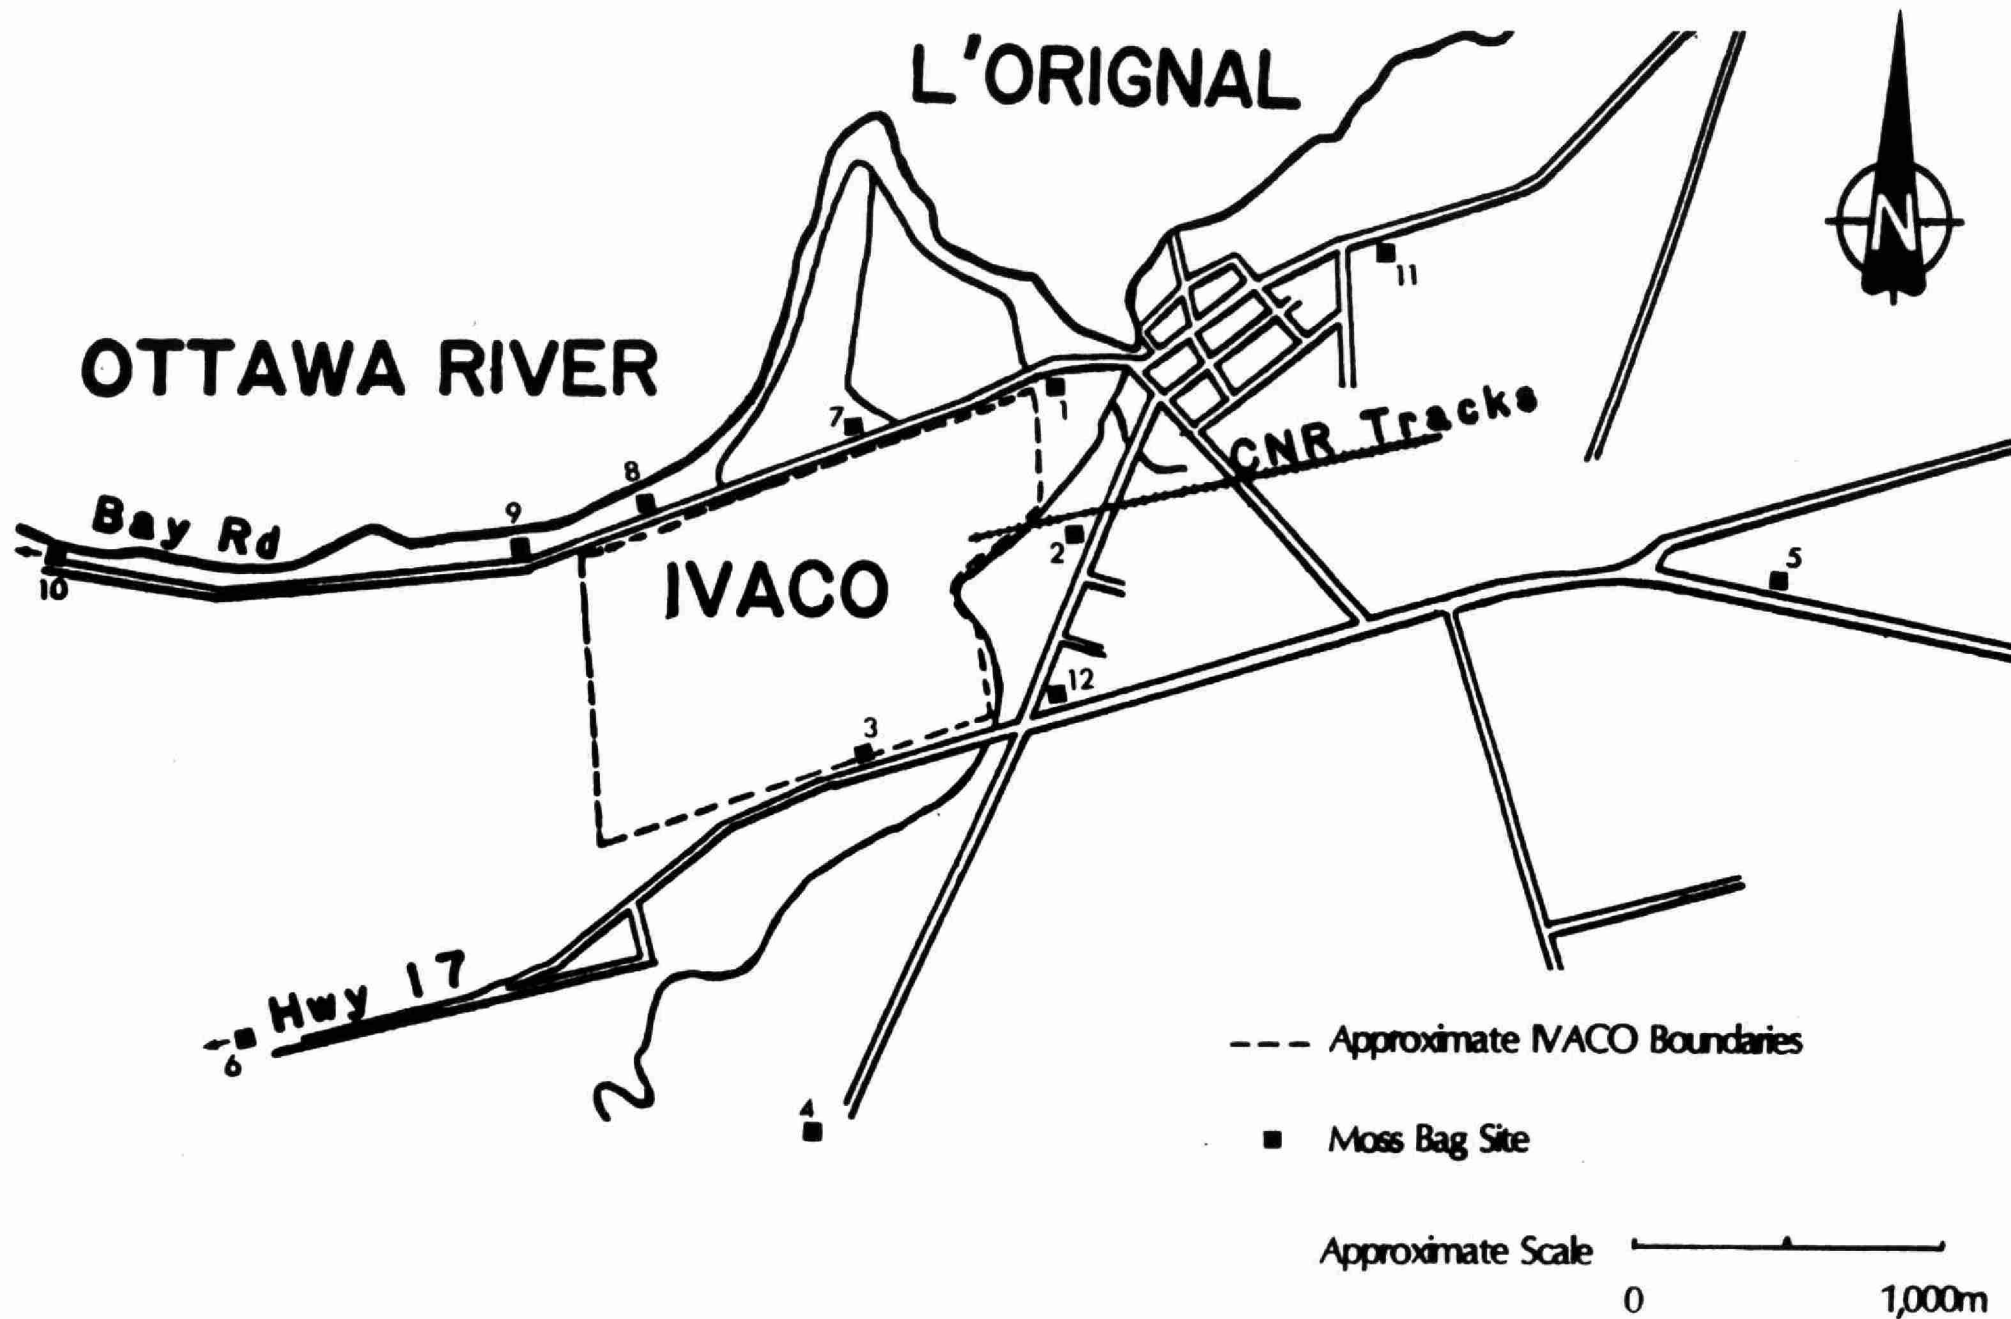 L'ORIGNAL
N
11
OTTAWA RIVER
7
1
CNR Tracks
8
9
Bay Rd
10
2
5
IVACO
12
3
Hwy 17
6
4
--- Approximate IVACO Boundaries
■ Moss Bag Site
Approximate Scale
0 1,000m